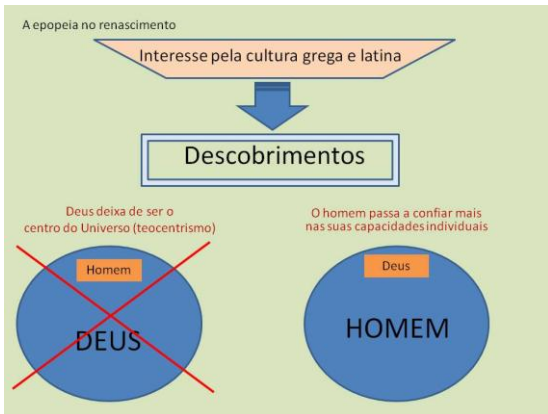 A epopeia no renascimento
Interesse pela cultura grega e latina
Descobrimentos
Deus deixa de ser o
centro do Universo (teocentrismo)
Homem
DEUS
O homem passa a confiar mais
nas suas capacidades individuais
Deus
HOMEM